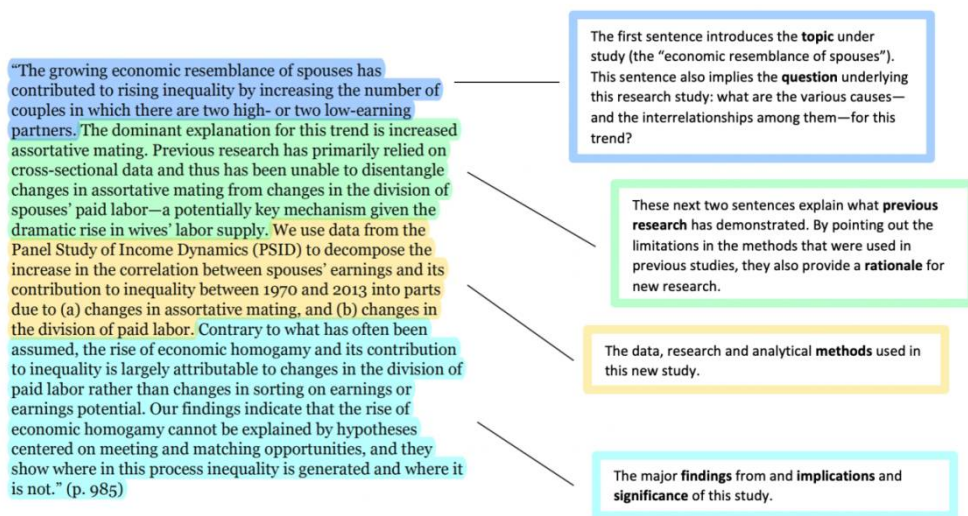 “The growing economic resemblance of spouses has
contributed to rising inequality by increasing the number of
couples in which there are two high- or two low-earning
partners. The dominant explanation for this trend is increased
assortative mating. Previous research has primarily relied on
cross-sectional data and thus has been unable to disentangle
changes in assortative mating from changes in the division of
spouses’ paid labor—a potentially key mechanism given the
dramatic rise in wives’ labor supply. We use data from the
Panel Study of Income Dynamics (PSID) to decompose the
increase in the correlation between spouses’ earnings and its
contribution to inequality between 1970 and 2013 into parts
due to (a) changes in assortative mating, and (b) changes in
the division of paid labor. Contrary to what has often been
assumed, the rise of economic homogamy and its contribution
to inequality is largely attributable to changes in the division of
paid labor rather than changes in sorting on earnings or
earnings potential. Our findings indicate that the rise of
economic homogamy cannot be explained by hypotheses
centered on meeting and matching opportunities, and they
show where in this process inequality is generated and where it
is not.” (p. 985)
The first sentence introduces the topic under
study (the “economic resemblance of spouses”).
This sentence also implies the question underlying
this research study: what are the various causes—
and the interrelationships among them—for this
trend?
These next two sentences explain what previous
research has demonstrated. By pointing out the
limitations in the methods that were used in
previous studies, they also provide a rationale for
new research.
The data, research and analytical methods used in
this new study.
The major findings from and implications and
significance of this study.